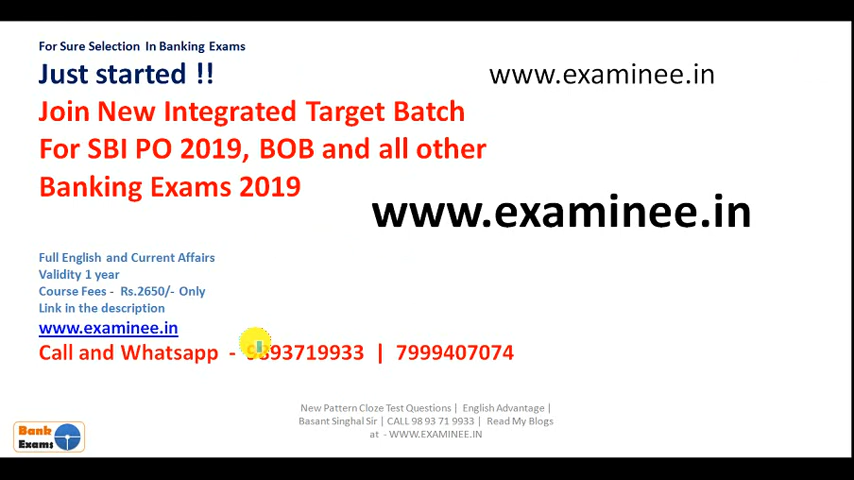 For Sure Selection In Banking Exams
Just started !!
www.examinee.in
Join New Integrated Target Batch
For SBI PO 2019, BOB and all other
Banking Exams 2019
www.examinee.in
Full English and Current Affairs
Validity 1 year
Course Fees - Rs.2650/- Only
Link in the description
www.examinee.in
Call and Whatsapp - 9893719933 | 7999407074
New Pattern Cloze Test Questions | English Advantage |
Basant Singhal Sir | CALL 98 93 71 9933 | Read My Blogs
at - WWW.EXAMINEE.IN
Bank
Exams